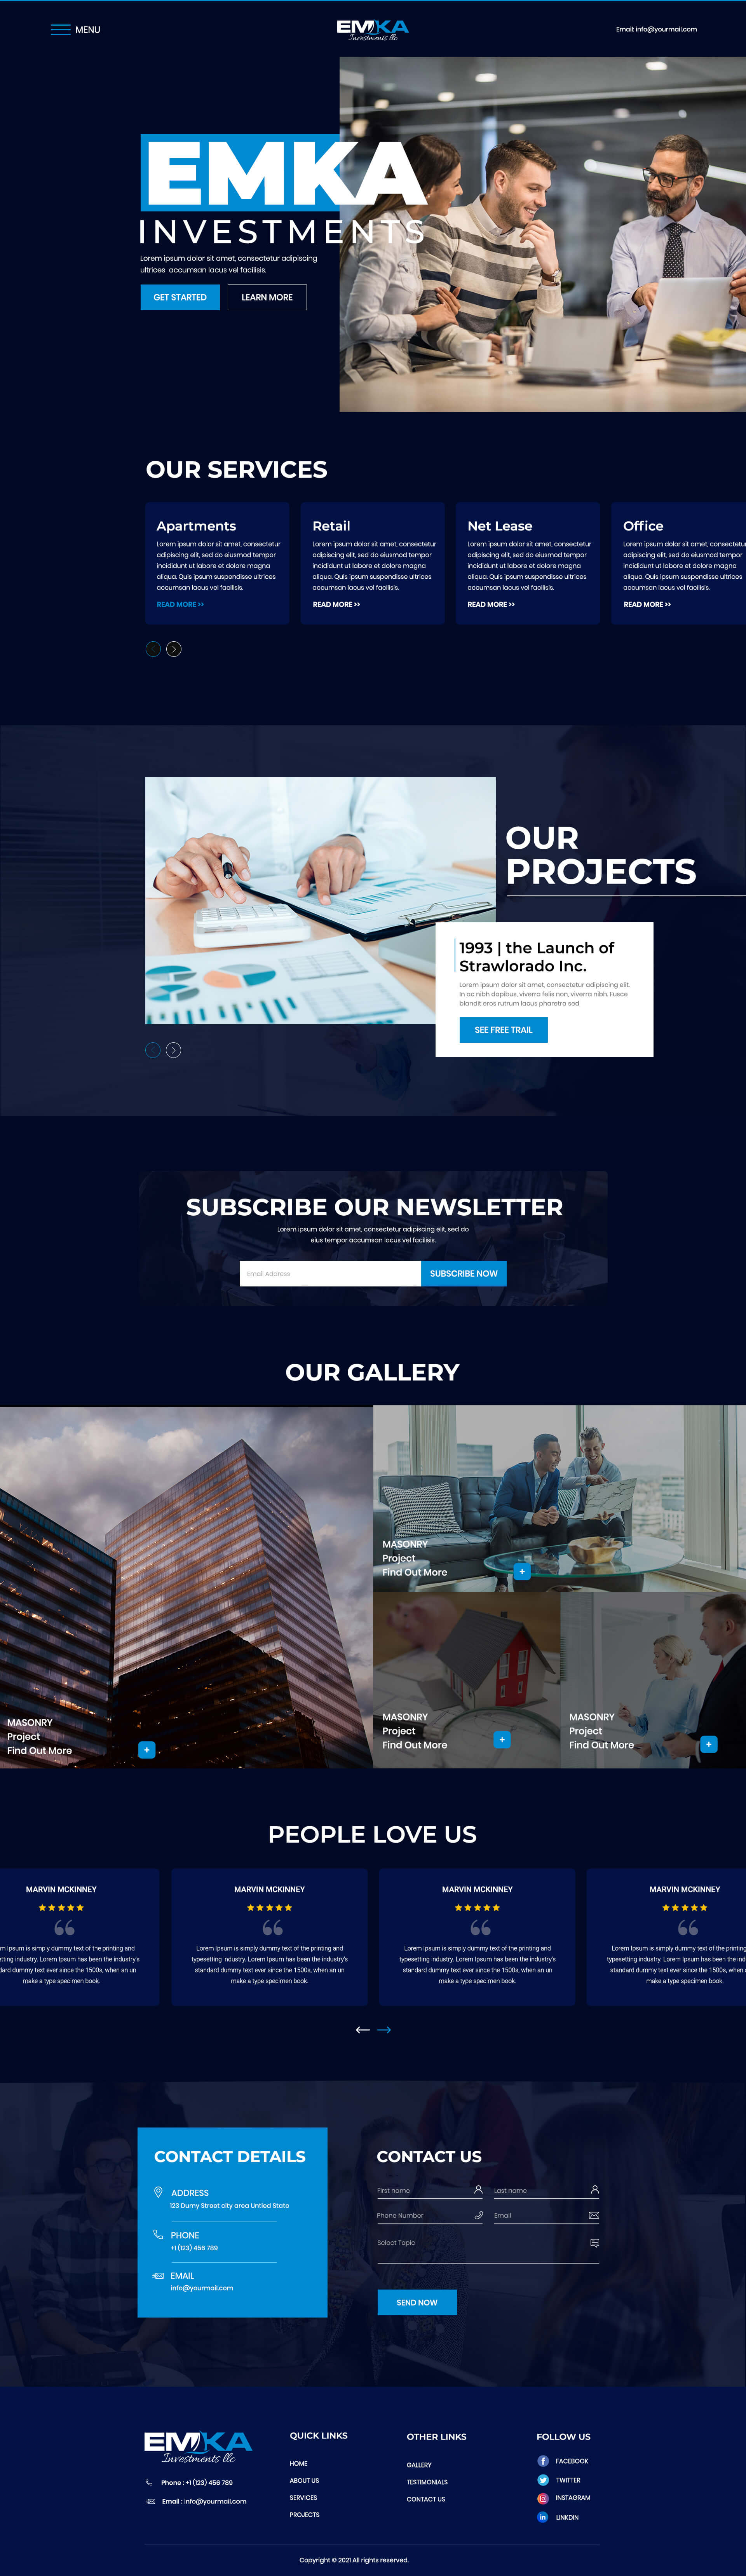 MENU
EMKA
Investments llc
Email: info@yourmail.com
EMKA
INVESTMENTS
Lorem ipsum dolor sit amet, consectetur adipiscing
ultrices accumsan lacus vel facilisis.
GET STARTED
LEARN MORE
OUR SERVICES
Apartments
Lorem ipsum dolor sit amet, consectetur
adipiscing elit, sed do eiusmod tempor
incididunt ut labore et dolore magna
aliqua. Quis ipsum suspendisse ultrices
accumsan lacus vel facilisis.
READ MORE >>
Retail
Lorem ipsum dolor sit amet, consectetur
adipiscing elit, sed do eiusmod tempor
incididunt ut labore et dolore magna
aliqua. Quis ipsum suspendisse ultrices
accumsan lacus vel facilisis.
READ MORE >>
Net Lease
Lorem ipsum dolor sit amet, consectetur
adipiscing elit, sed do eiusmod tempor
incididunt ut labore et dolore magna
aliqua. Quis ipsum suspendisse ultrices
accumsan lacus vel facilisis.
READ MORE >>
Office
Lorem ipsum dolor sit amet, consectetur
adipiscing elit, sed do eiusmod tempor
incididunt ut labore et dolore magna
aliqua. Quis ipsum suspendisse ultrices
accumsan lacus vel facilisis.
READ MORE >>
OUR
PROJECTS
1993 | the Launch of
Strawlorado Inc.
Lorem ipsum dolor sit amet, consectetur adipiscing elit.
In ac nibh dapibus, viverra felis non, viverra nibh. Fusce
blandit eros rutrum lacus pharetra sed
SEE FREE TRAIL
SUBSCRIBE OUR NEWSLETTER
Lorem ipsum dolor sit amet, consectetur adipiscing elit, sed do
eius tempor accumsan lacus vel facilisis.
Email Address
SUBSCRIBE NOW
OUR GALLERY
MASONRY
Project
Find Out More
+
MASONRY
Project
Find Out More
+
MASONRY
Project
Find Out More
+
MASONRY
Project
Find Out More
+
PEOPLE LOVE US
MARVIN MCKINNEY
m Ipsum is simply dummy text of the printing and
etting industry. Lorem Ipsum has been the industry's
dard dummy text ever since the 1500s, when an un
make a type specimen book.
MARVIN MCKINNEY
Lorem Ipsum is simply dummy text of the printing and
typesetting industry. Lorem Ipsum has been the industry's
standard dummy text ever since the 1500s, when an un
make a type specimen book.
MARVIN MCKINNEY
Lorem Ipsum is simply dummy text of the printing and
typesetting industry. Lorem Ipsum has been the industry's
standard dummy text ever since the 1500s, when an un
make a type specimen book.
MARVIN MCKINNEY
Lorem Ipsum is simply dummy text of the printing
typesetting industry. Lorem Ipsum has been the ind
standard dummy text ever since the 1500s, when
make a type specimen book.
CONTACT DETAILS
ADDRESS
123 Dumy Street city area Untied State
PHONE
+1 (123) 456 789
EMAIL
info@yourmail.com
CONTACT US
First name
Last name
Phone Number
Email
Select Topic
SEND NOW
EMKA
Investments llc
Phone : +1 (123) 456 789
Email : info@yourmail.com
QUICK LINKS
HOME
ABOUT US
SERVICES
PROJECTS
OTHER LINKS
GALLERY
TESTIMONIALS
CONTACT US
FOLLOW US
FACEBOOK
TWITTER
INSTAGRAM
LINKDIN
Copyright © 2021 All rights reserved.